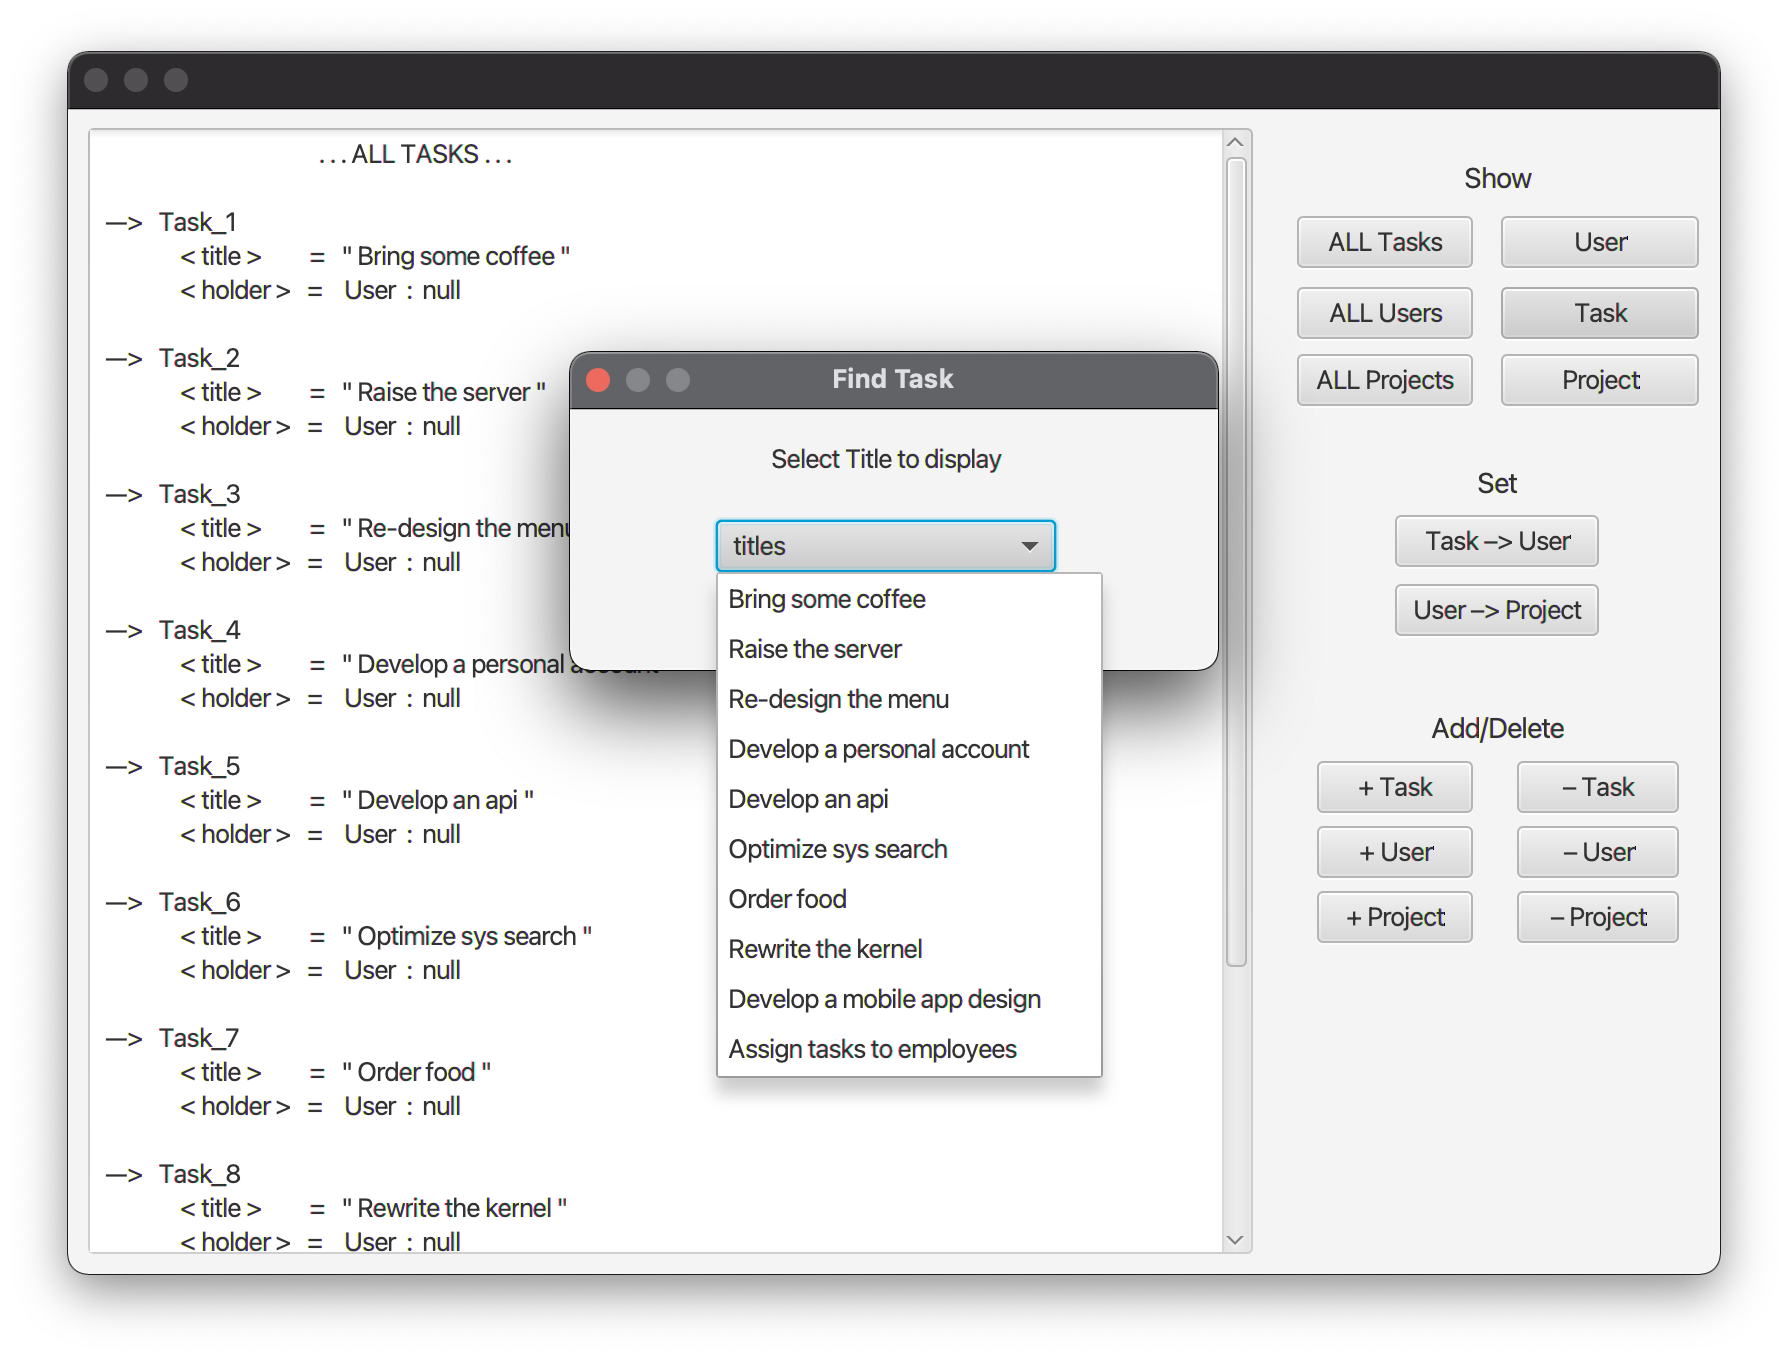 ...ALL TASKS...
—> Task_1
< title > = " Bring some coffee "
< holder > = User : null
—> Task_2
< title > = " Raise the server "
< holder > = User : null
—> Task_3
< title > = " Re-design the menu
< holder > = User : null
—> Task_4
< title > = " Develop a personal account
< holder > = User : null
—> Task_5
< title > = " Develop an api "
< holder > = User : null
—> Task_6
< title > = " Optimize sys search "
< holder > = User : null
—> Task_7
< title > = " Order food "
< holder > = User : null
—> Task_8
< title > = " Rewrite the kernel "
< holder > = User : null
Find Task
Select Title to display
titles
Bring some coffee
Raise the server
Re-design the menu
Develop a personal account
Develop an api
Optimize sys search
Order food
Rewrite the kernel
Develop a mobile app design
Assign tasks to employees
Show
ALL Tasks User
ALL Users Task
ALL Projects Project
Set
Task –> User
User –> Project
Add/Delete
+ Task – Task
+ User – User
+ Project – Project